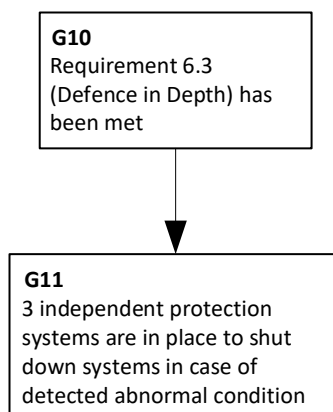 G10
Requirement 6.3
(Defence in Depth) has
been met
G11
3 independent protection
systems are in place to shut
down systems in case of
detected abnormal condition